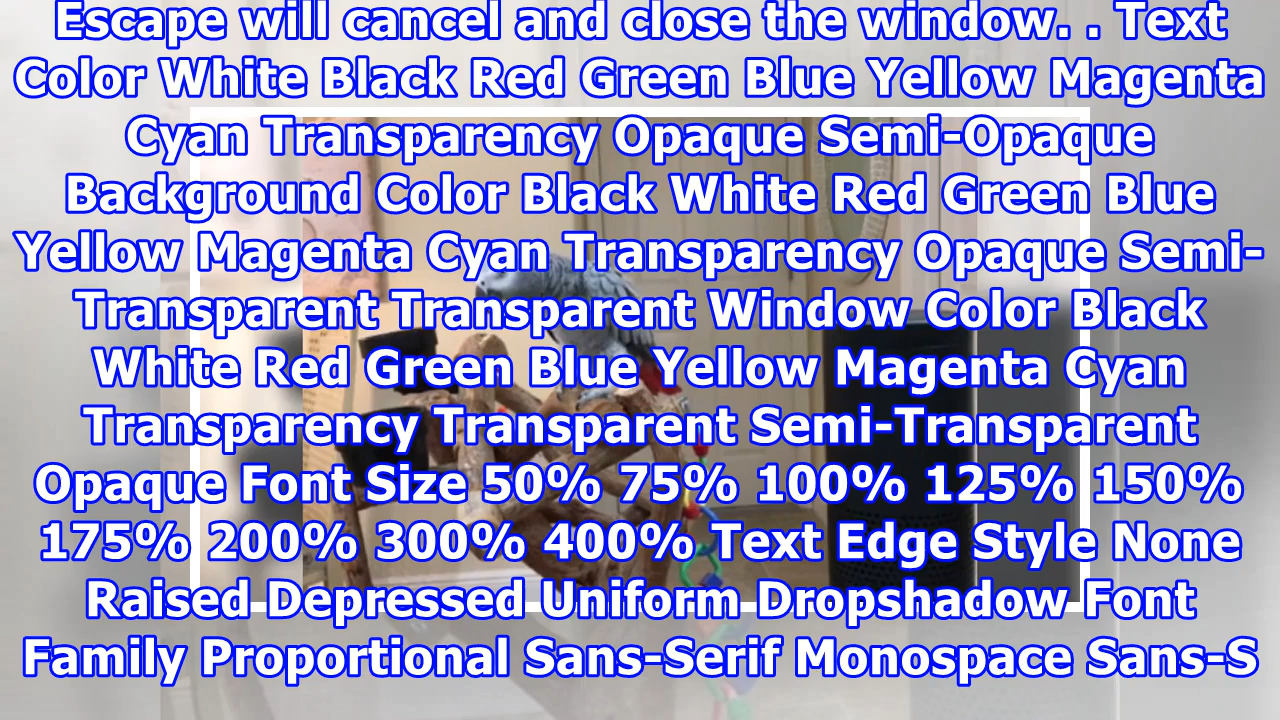 Escape will cancel and close the window. . Text
Color White Black Red Green Blue Yellow Magenta
Cyan Transparency Opaque Semi-Opaque
Background Color Black White Red Green Blue
Yellow Magenta Cyan Transparency Opaque Semi-
Transparent Transparent Window Color Black
White Red Green Blue Yellow Magenta Cyan
Transparency Transparent Semi-Transparent
Opaque Font Size 50% 75% 100% 125% 150%
175% 200% 300% 400% Text Edge Style None
Raised Depressed Uniform Dropshadow Font
Family Proportional Sans-Serif Monospace Sans-S